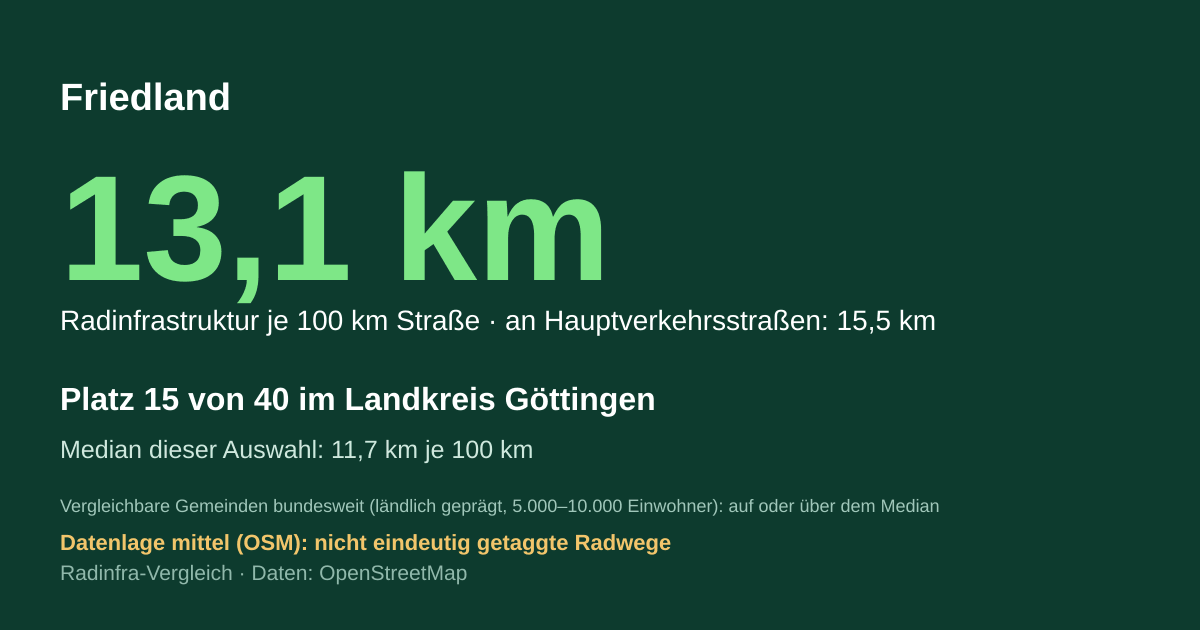 Friedland
13,1 km
Radinfrastruktur je 100 km Straße · an Hauptverkehrsstraßen: 15,5 km
Platz 15 von 40 im Landkreis Göttingen
Median dieser Auswahl: 11,7 km je 100 km
Vergleichbare Gemeinden bundesweit (ländlich geprägt, 5.000–10.000 Einwohner): auf oder über dem Median
Datenlage mittel (OSM): nicht eindeutig getaggte Radwege
Radinfra-Vergleich · Daten: OpenStreetMap